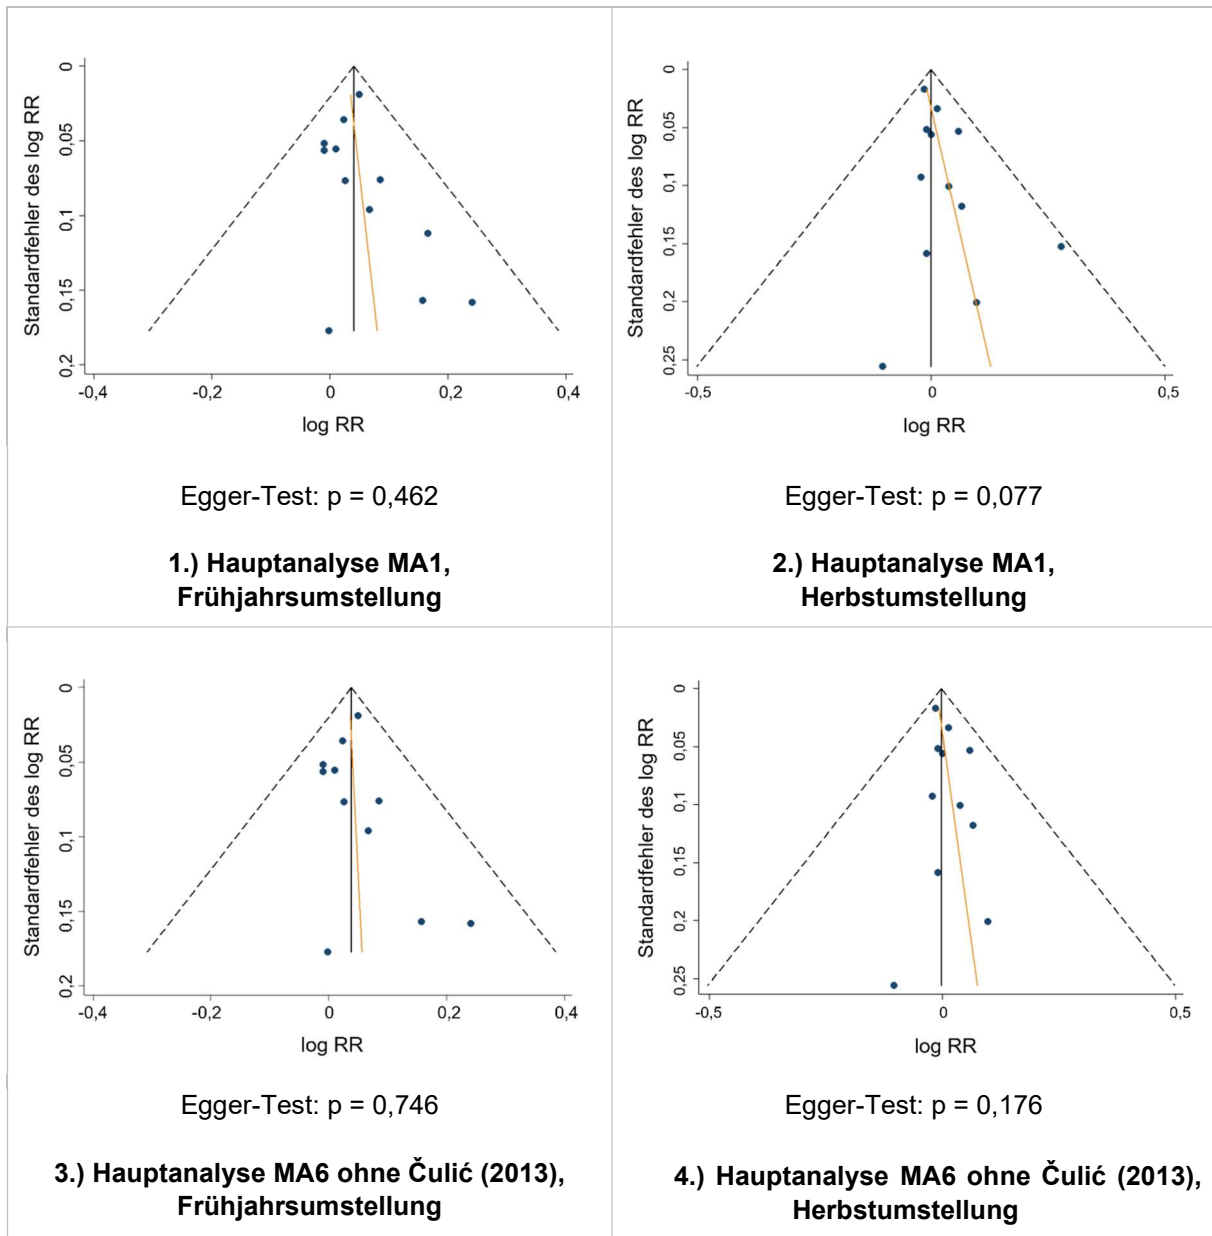 0
0,05
0,1
0,15
0,2
Standardfehler des log RR
-0,4
-0,2
0
0,2
0,4
log RR
Egger-Test: p = 0,462
1.) Hauptanalyse MA1,
Frühjahrsumstellung
0
0,05
0,1
0,15
0,2
0,25
Standardfehler des log RR
-0,5
0
0,5
log RR
Egger-Test: p = 0,077
2.) Hauptanalyse MA1,
Herbstumstellung
0
0,05
0,1
0,15
0,2
Standardfehler des log RR
-0,4
-0,2
0
0,2
0,4
log RR
Egger-Test: p = 0,746
3.) Hauptanalyse MA6 ohne Čulić (2013),
Frühjahrsumstellung
0
0,05
0,1
0,15
0,2
0,25
Standardfehler des log RR
-0,5
0
0,5
log RR
Egger-Test: p = 0,176
4.) Hauptanalyse MA6 ohne Čulić (2013),
Herbstumstellung